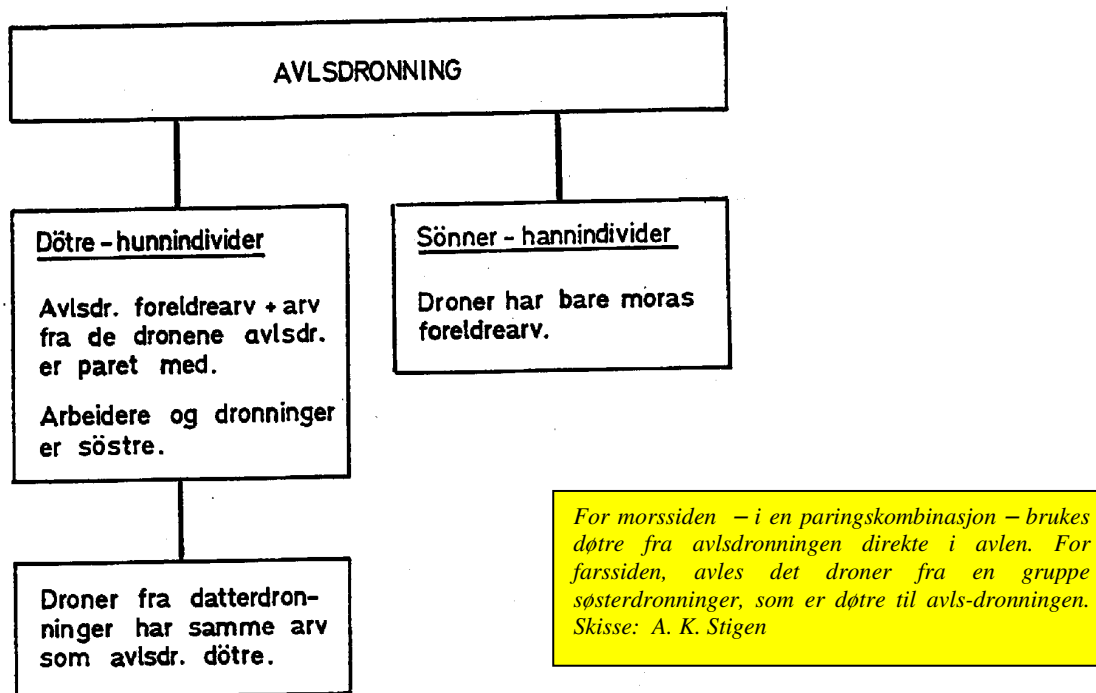 AVLSDRONNING
Dötre - hunnindivider
Avlsdr. foreldrearv + arv
fra de dronene avlsdr.
er paret med.
Arbeidere og dronninger
er söstre.
Sönner - hannindivider
Droner har bare moras
foreldrearv.
Droner fra datterdron-
ninger har samme arv
som avlsdr. dötre.
For morssiden – i en paringskombinasjon – brukes
døtre fra avlsdronningen direkte i avlen. For
farssiden, avles det droner fra en gruppe
søsterdronninger, som er døtre til avls-dronningen.
Skisse: A. K. Stigen